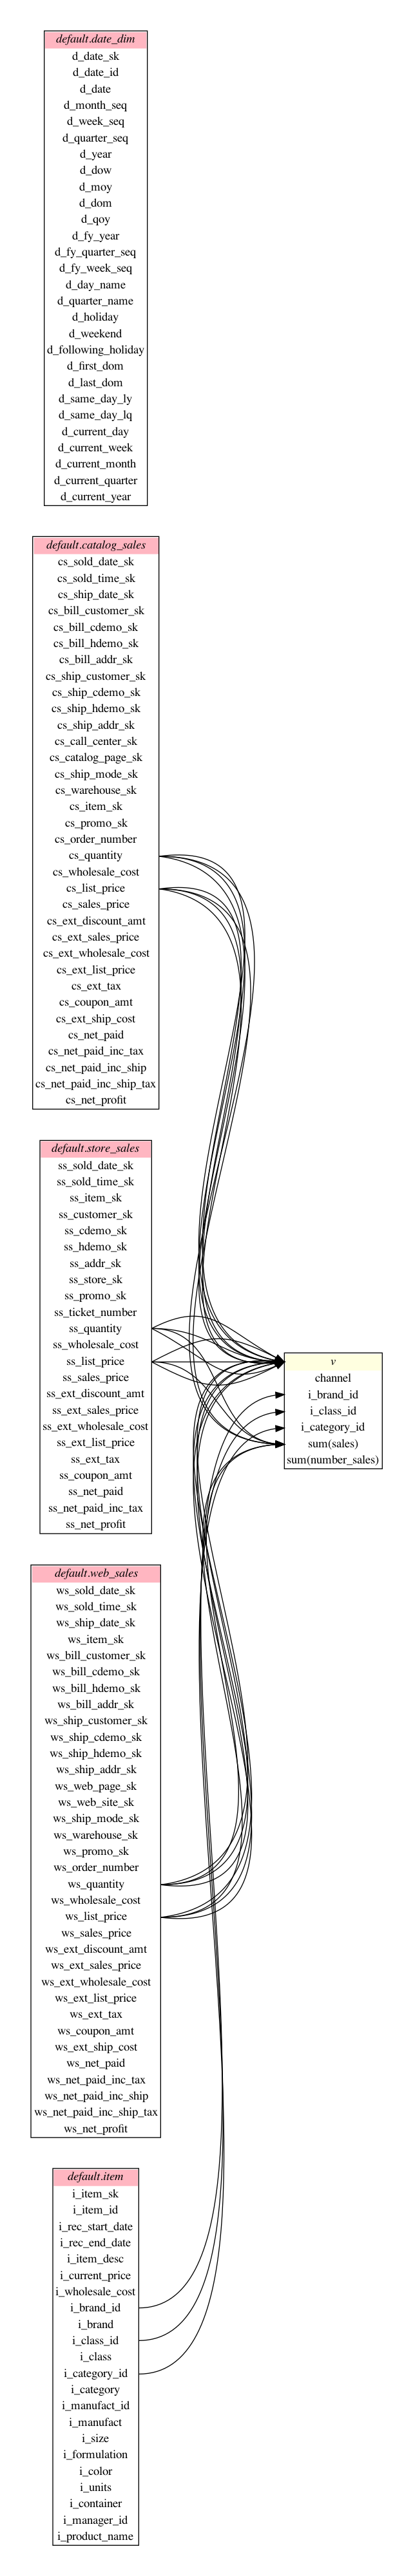 default.date_dim
d_date_sk
d_date_id
d_date
d_month_seq
d_week_seq
d_quarter_seq
d_year
d_dow
d_moy
d_dom
d_qoy
d_fy_year
d_fy_quarter_seq
d_fy_week_seq
d_day_name
d_quarter_name
d_holiday
d_weekend
d_following_holiday
d_first_dom
d_last_dom
d_same_day_ly
d_same_day_lq
d_current_day
d_current_week
d_current_month
d_current_quarter
d_current_year
default.catalog_sales
cs_sold_date_sk
cs_sold_time_sk
cs_ship_date_sk
cs_bill_customer_sk
cs_bill_cdemo_sk
cs_bill_hdemo_sk
cs_bill_addr_sk
cs_ship_customer_sk
cs_ship_cdemo_sk
cs_ship_hdemo_sk
cs_ship_addr_sk
cs_call_center_sk
cs_catalog_page_sk
cs_ship_mode_sk
cs_warehouse_sk
cs_item_sk
cs_promo_sk
cs_order_number
cs_quantity
cs_wholesale_cost
cs_list_price
cs_sales_price
cs_ext_discount_amt
cs_ext_sales_price
cs_ext_wholesale_cost
cs_ext_list_price
cs_ext_tax
cs_coupon_amt
cs_ext_ship_cost
cs_net_paid
cs_net_paid_inc_tax
cs_net_paid_inc_ship
cs_net_paid_inc_ship_tax
cs_net_profit
default.store_sales
ss_sold_date_sk
ss_sold_time_sk
ss_item_sk
ss_customer_sk
ss_cdemo_sk
ss_hdemo_sk
ss_addr_sk
ss_store_sk
ss_promo_sk
ss_ticket_number
ss_quantity
ss_wholesale_cost
ss_list_price
ss_sales_price
ss_ext_discount_amt
ss_ext_sales_price
ss_ext_wholesale_cost
ss_ext_list_price
ss_ext_tax
ss_coupon_amt
ss_net_paid
ss_net_paid_inc_tax
ss_net_profit
v
channel
i_brand_id
i_class_id
i_category_id
sum(sales)
sum(number_sales)
default.web_sales
ws_sold_date_sk
ws_sold_time_sk
ws_ship_date_sk
ws_item_sk
ws_bill_customer_sk
ws_bill_cdemo_sk
ws_bill_hdemo_sk
ws_bill_addr_sk
ws_ship_customer_sk
ws_ship_cdemo_sk
ws_ship_hdemo_sk
ws_ship_addr_sk
ws_web_page_sk
ws_web_site_sk
ws_ship_mode_sk
ws_warehouse_sk
ws_promo_sk
ws_order_number
ws_quantity
ws_wholesale_cost
ws_list_price
ws_sales_price
ws_ext_discount_amt
ws_ext_sales_price
ws_ext_wholesale_cost
ws_ext_list_price
ws_ext_tax
ws_coupon_amt
ws_ext_ship_cost
ws_net_paid
ws_net_paid_inc_tax
ws_net_paid_inc_ship
ws_net_paid_inc_ship_tax
ws_net_profit
default.item
i_item_sk
i_item_id
i_rec_start_date
i_rec_end_date
i_item_desc
i_current_price
i_wholesale_cost
i_brand_id
i_brand
i_class_id
i_class
i_category_id
i_category
i_manufact_id
i_manufact
i_size
i_formulation
i_color
i_units
i_container
i_manager_id
i_product_name